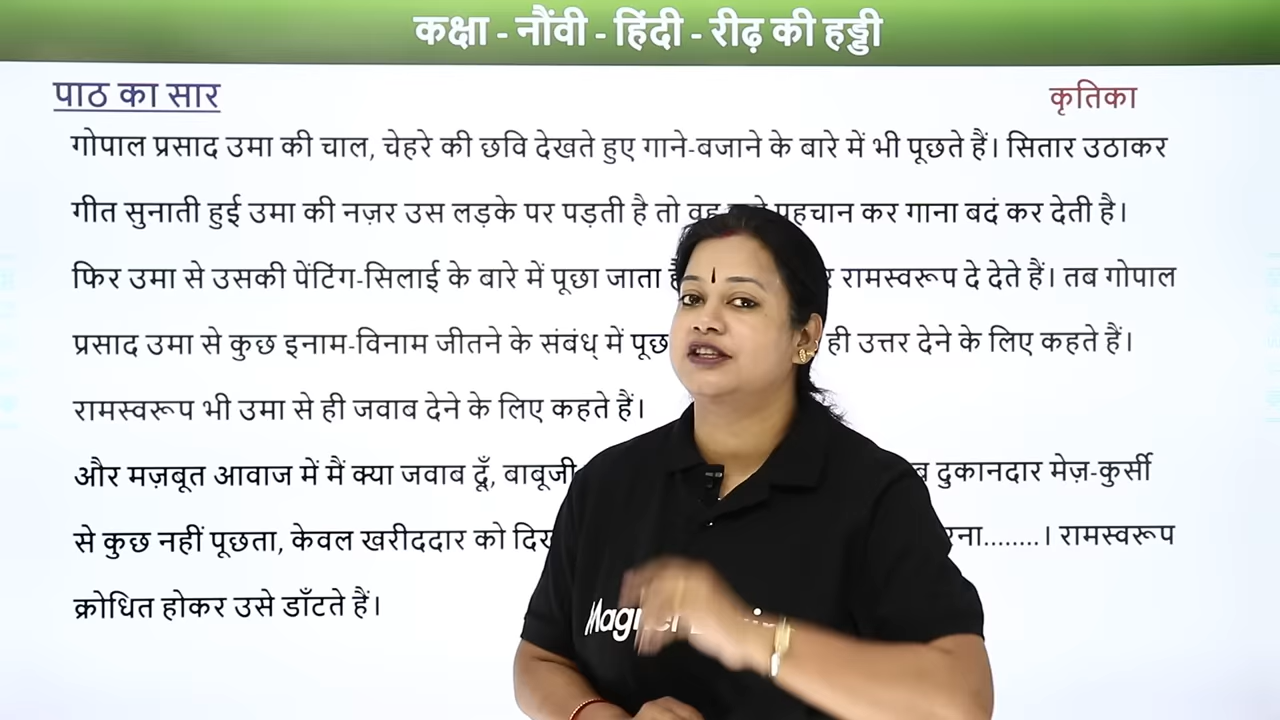 कक्षा - नौंवी - हिंदी - रीढ़ की हड्डी
पाठ का सार
कृतिका
गोपाल प्रसाद उमा की चाल, चेहरे की छवि देखते हुए गाने-बजाने के बारे में भी पूछते हैं। सितार उठाकर
गीत सुनाती हुई उमा की नज़र उस लड़के पर पड़ती है तो वह पहचान कर गाना बदं कर देती है।
फिर उमा से उसकी पेंटिंग-सिलाई के बारे में पूछा जाता रामस्वरूप दे देते हैं। तब गोपाल
प्रसाद उमा से कुछ इनाम-विनाम जीतने के संबंध् में ही उत्तर देने के लिए कहते हैं।
रामस्वरूप भी उमा से ही जवाब देने के लिए कहते हैं।
और मज़बूत आवाज में मैं क्या जवाब दूँ, बाबूजी दुकानदार मेज़-कुर्सी
से कुछ नहीं पूछता, केवल खरीददार को रामस्वरूप
क्रोधित होकर उसे डाँटते हैं।